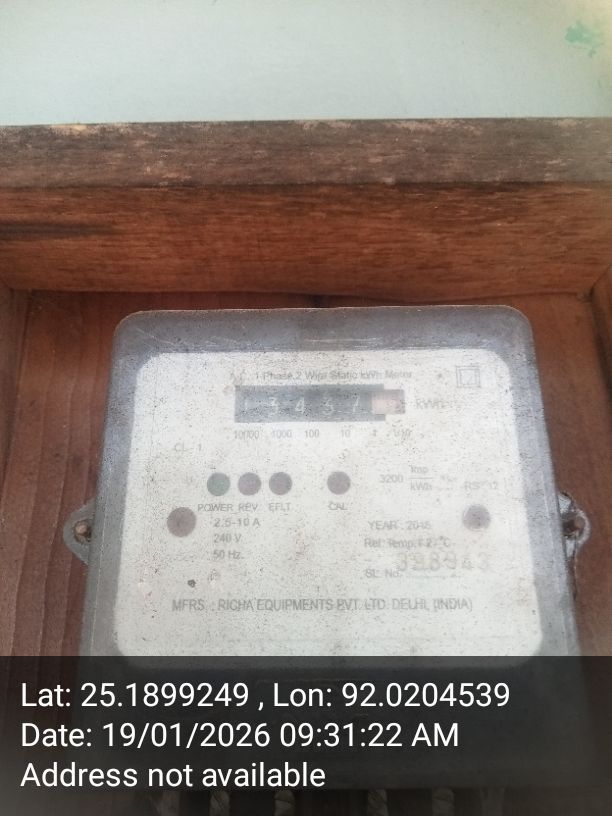 1 Phase 2 Wire Static kWh Meter
kWh
10000 1000 100 10 1 1/10
CL. 1
3200 imp/kWh
POWER REV EFLT CAL
2.5-10 A
240 V
50 Hz.
YEAR
Ref. Temp. 27°C
Sl. No.
MFRS : RICHA EQUIPMENTS PVT. LTD. DELHI, (INDIA)
Lat: 25.1899249 , Lon: 92.0204539
Date: 19/01/2026 09:31:22 AM
Address not available